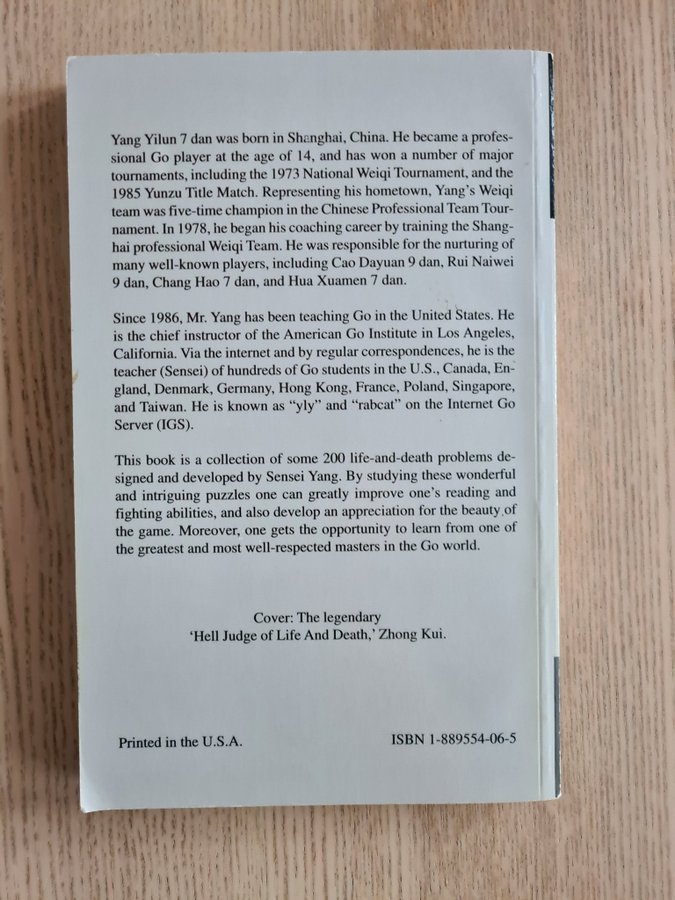 Yang Yilun 7 dan was born in Shanghai, China. He became a profes-
sional Go player at the age of 14, and has won a number of major
tournaments, including the 1973 National Weiqi Tournament, and the
1985 Yunzu Title Match. Representing his hometown, Yang's Weiqi
team was five-time champion in the Chinese Professional Team Tour-
nament. In 1978, he began his coaching career by training the Shang-
hai professional Weiqi Team. He was responsible for the nurturing of
many well-known players, including Cao Dayuan 9 dan, Rui Naiwei
9 dan, Chang Hao 7 dan, and Hua Xuamen 7 dan.
Since 1986, Mr. Yang has been teaching Go in the United States. He
is the chief instructor of the American Go Institute in Los Angeles,
California. Via the internet and by regular correspondences, he is the
teacher (Sensei) of hundreds of Go students in the U.S., Canada, En-
gland, Denmark, Germany, Hong Kong, France, Poland, Singapore,
and Taiwan. He is known as “yly” and “rabcat” on the Internet Go
Server (IGS).
This book is a collection of some 200 life-and-death problems de-
signed and developed by Sensei Yang. By studying these wonderful
and intriguing puzzles one can greatly improve one's reading and
fighting abilities, and also develop an appreciation for the beauty of
the game. Moreover, one gets the opportunity to learn from one of
the greatest and most well-respected masters in the Go world.
Cover: The legendary
‘Hell Judge of Life And Death,’ Zhong Kui.
Printed in the U.S.A.
ISBN 1-889554-06-5